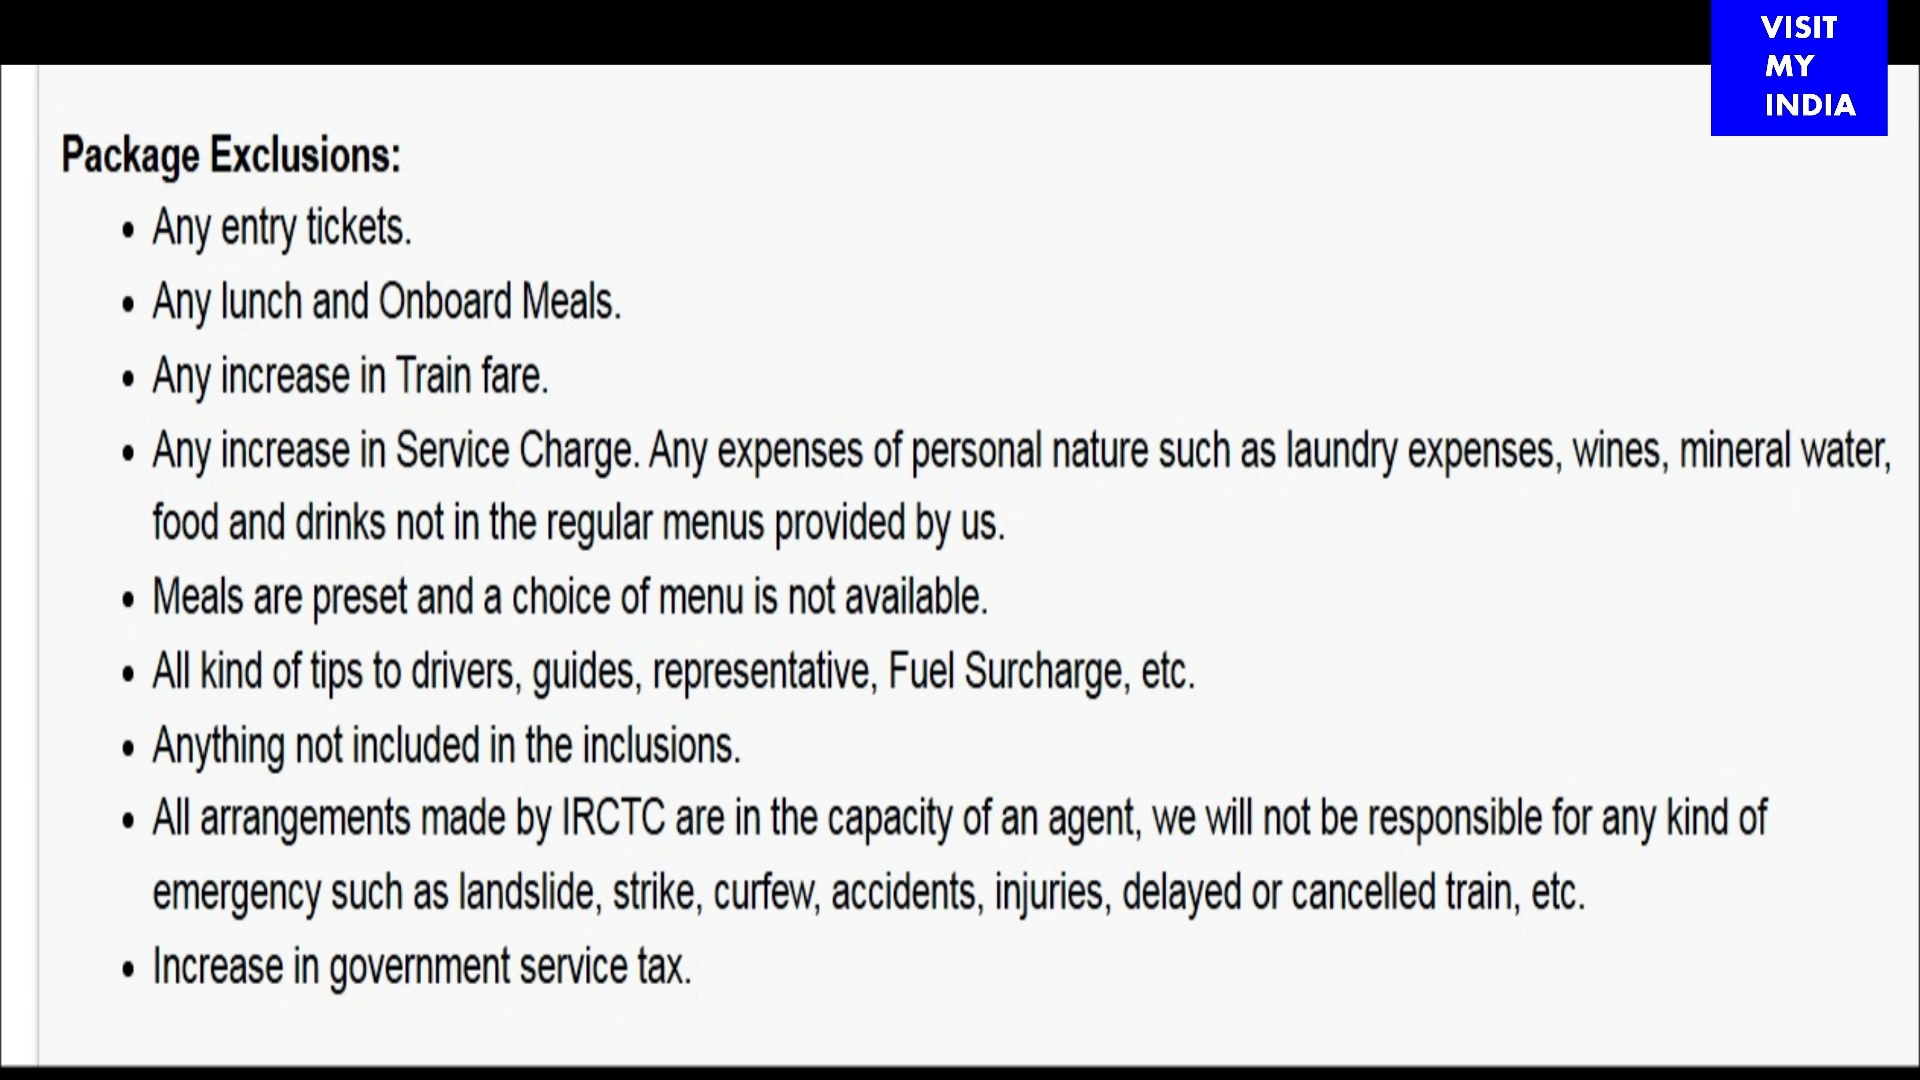 VISIT
MY
INDIA
Package Exclusions:
• Any entry tickets.
• Any lunch and Onboard Meals.
• Any increase in Train fare.
• Any increase in Service Charge. Any expenses of personal nature such as laundry expenses, wines, mineral water,
food and drinks not in the regular menus provided by us.
• Meals are preset and a choice of menu is not available.
• All kind of tips to drivers, guides, representative, Fuel Surcharge, etc.
• Anything not included in the inclusions.
• All arrangements made by IRCTC are in the capacity of an agent, we will not be responsible for any kind of
emergency such as landslide, strike, curfew, accidents, injuries, delayed or cancelled train, etc.
• Increase in government service tax.